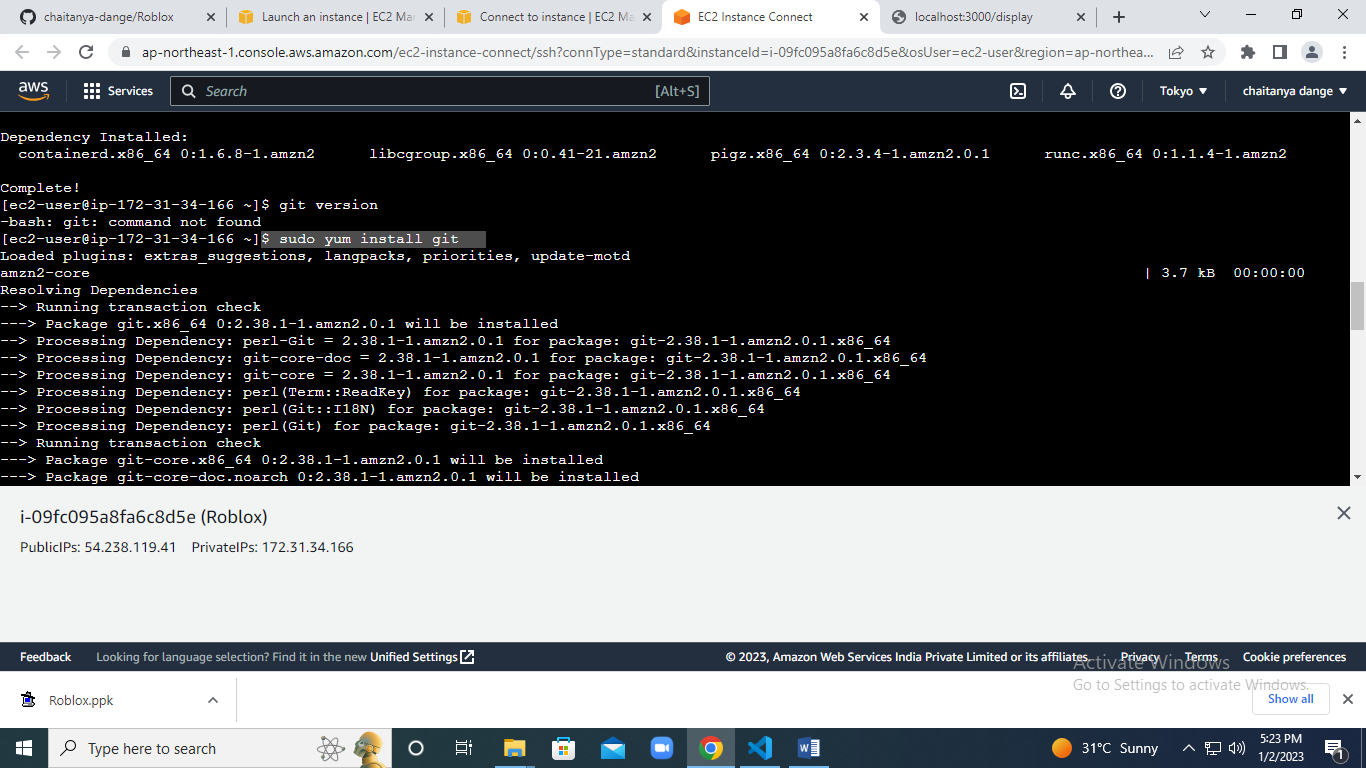 chaitanya-dange/Roblox
Launch an instance | EC2 Mar
Connect to instance | EC2 Ma
EC2 Instance Connect
localhost:3000/display
ap-northeast-1.console.aws.amazon.com/ec2-instance-connect/ssh?connType=standard&instanceId=i-09fc095a8fa6c8d5e&osUser=ec2-user&region=ap-northea...
aws
Services
Search
[Alt+S]
Tokyo
chaitanya dange
Dependency Installed:
containerd.x86_64 0:1.6.8-1.amzn2 libcgroup.x86_64 0:0.41-21.amzn2 pigz.x86_64 0:2.3.4-1.amzn2.0.1 runc.x86_64 0:1.1.4-1.amzn2
Complete!
[ec2-user@ip-172-31-34-166 ~]$ git version
-bash: git: command not found
[ec2-user@ip-172-31-34-166 ~]$ sudo yum install git
Loaded plugins: extras_suggestions, langpacks, priorities, update-motd
amzn2-core | 3.7 kB 00:00:00
Resolving Dependencies
--> Running transaction check
---> Package git.x86_64 0:2.38.1-1.amzn2.0.1 will be installed
--> Processing Dependency: perl-Git = 2.38.1-1.amzn2.0.1 for package: git-2.38.1-1.amzn2.0.1.x86_64
--> Processing Dependency: git-core-doc = 2.38.1-1.amzn2.0.1 for package: git-2.38.1-1.amzn2.0.1.x86_64
--> Processing Dependency: git-core = 2.38.1-1.amzn2.0.1 for package: git-2.38.1-1.amzn2.0.1.x86_64
--> Processing Dependency: perl(Term::ReadKey) for package: git-2.38.1-1.amzn2.0.1.x86_64
--> Processing Dependency: perl(Git::I18N) for package: git-2.38.1-1.amzn2.0.1.x86_64
--> Processing Dependency: perl(Git) for package: git-2.38.1-1.amzn2.0.1.x86_64
--> Running transaction check
---> Package git-core.x86_64 0:2.38.1-1.amzn2.0.1 will be installed
---> Package git-core-doc.noarch 0:2.38.1-1.amzn2.0.1 will be installed
i-09fc095a8fa6c8d5e (Roblox)
PublicIPs: 54.238.119.41 PrivateIPs: 172.31.34.166
Feedback
Looking for language selection? Find it in the new Unified Settings
© 2023, Amazon Web Services India Private Limited or its affiliates.
Privacy
Terms
Cookie preferences
Activate Windows
Go to Settings to activate Windows.
Roblox.ppk
Show all
Type here to search
31°C Sunny
5:23 PM
1/2/2023
1